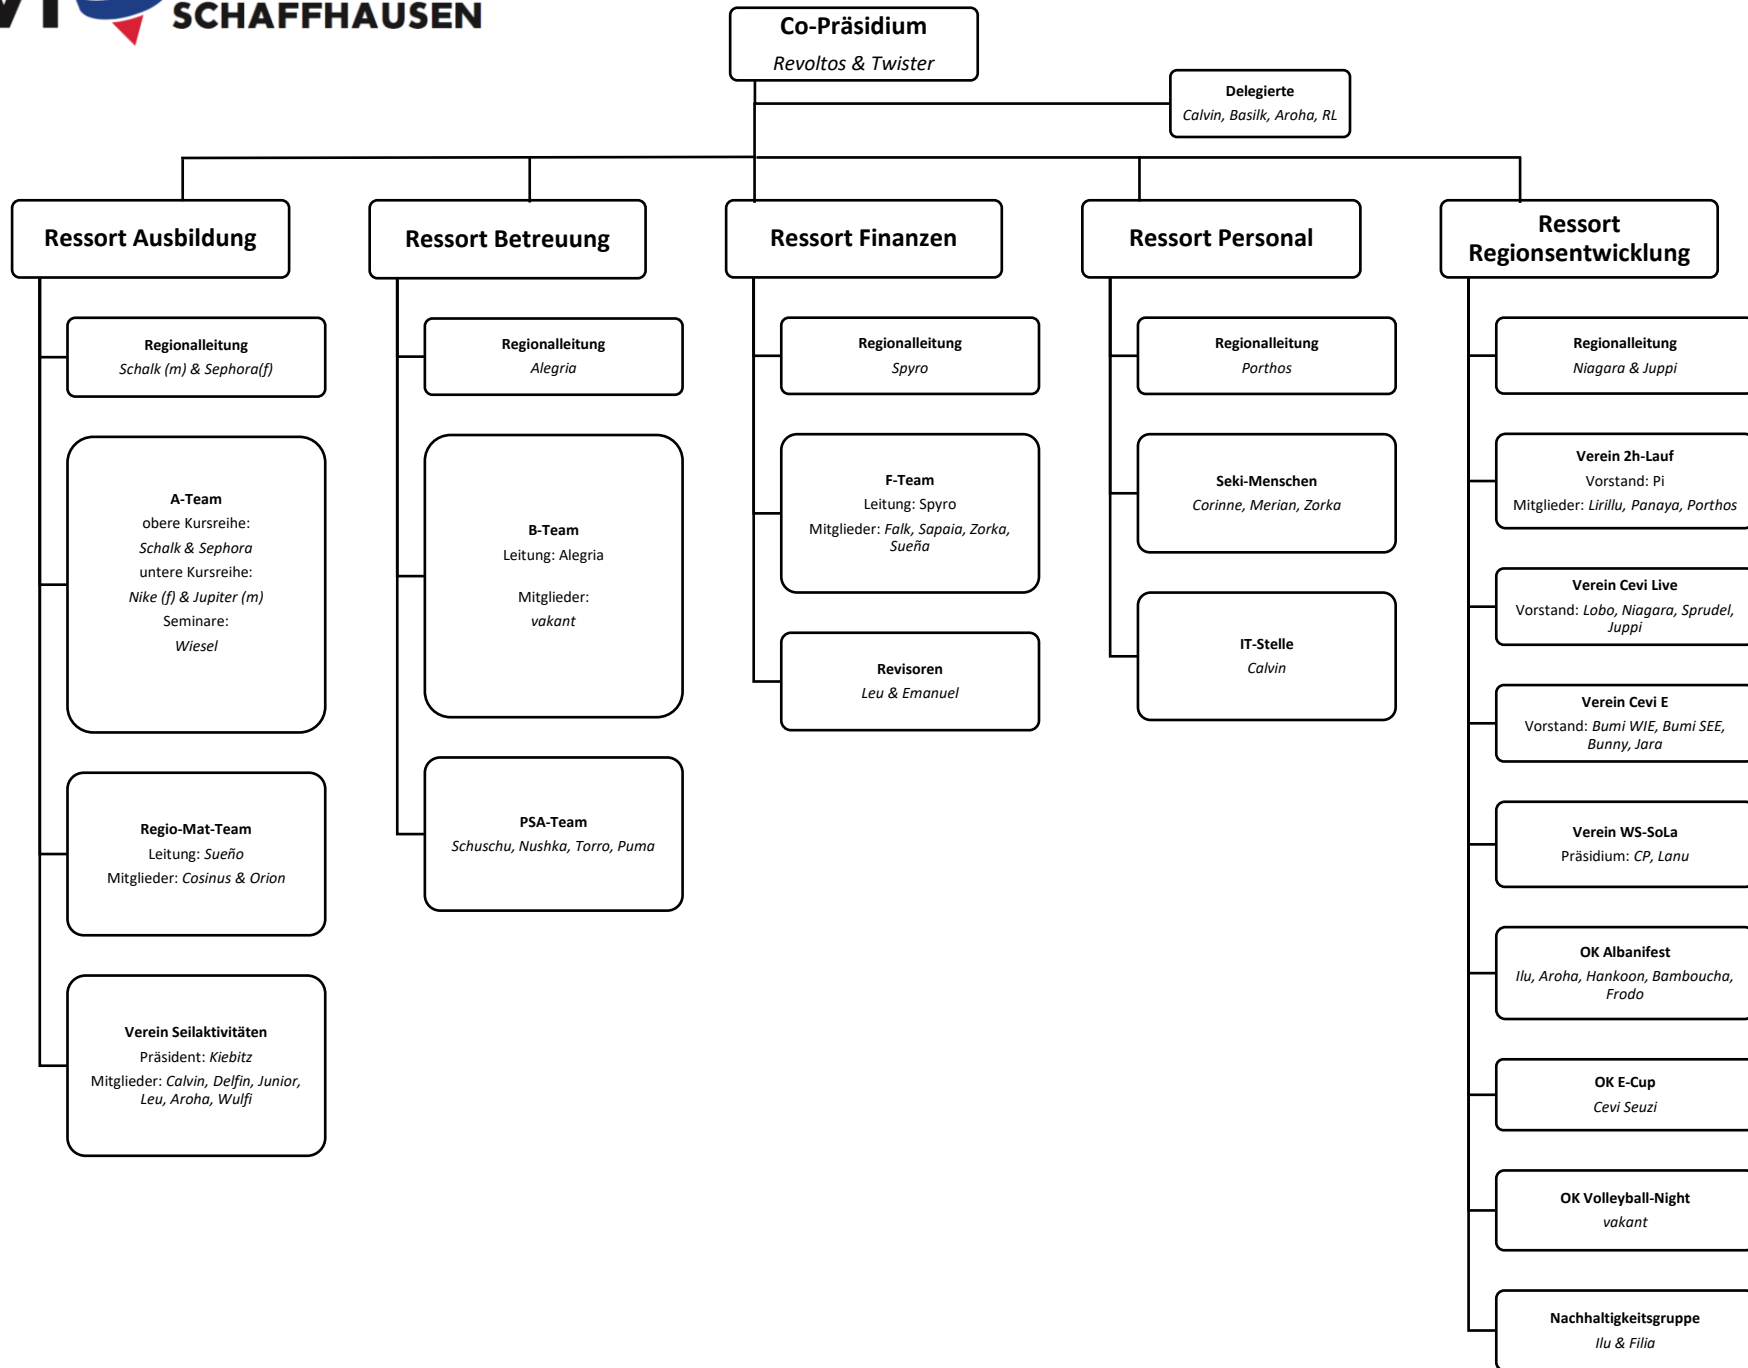 SCHAFFHAUSEN
Co-Präsidium
Revoltos & Twister
Delegierte
Calvin, Basilk, Aroha, RL
Ressort Ausbildung
Regionalleitung
Schalk (m) & Sephora(f)
A-Team
obere Kursreihe:
Schalk & Sephora
untere Kursreihe:
Nike (f) & Jupiter (m)
Seminare:
Wiesel
Regio-Mat-Team
Leitung: Sueño
Mitglieder: Cosinus & Orion
Verein Seilaktivitäten
Präsident: Kiebitz
Mitglieder: Calvin, Delfin, Junior,
Leu, Aroha, Wulfi
Ressort Betreuung
Regionalleitung
Alegria
B-Team
Leitung: Alegria
Mitglieder:
vakant
PSA-Team
Schuschu, Nushka, Torro, Puma
Ressort Finanzen
Regionalleitung
Spyro
F-Team
Leitung: Spyro
Mitglieder: Falk, Sapaia, Zorka,
Sueña
Revisoren
Leu & Emanuel
Ressort Personal
Regionalleitung
Porthos
Seki-Menschen
Corinne, Merian, Zorka
IT-Stelle
Calvin
Ressort
Regionsentwicklung
Regionalleitung
Niagara & Juppi
Verein 2h-Lauf
Vorstand: Pi
Mitglieder: Lirillu, Panaya, Porthos
Verein Cevi Live
Vorstand: Lobo, Niagara, Sprudel,
Juppi
Verein Cevi E
Vorstand: Bumi WIE, Bumi SEE,
Bunny, Jara
Verein WS-SoLa
Präsidium: CP, Lanu
OK Albanifest
Ilu, Aroha, Hankoon, Bamboucha,
Frodo
OK E-Cup
Cevi Seuzi
OK Volleyball-Night
vakant
Nachhaltigkeitsgruppe
Ilu & Filia